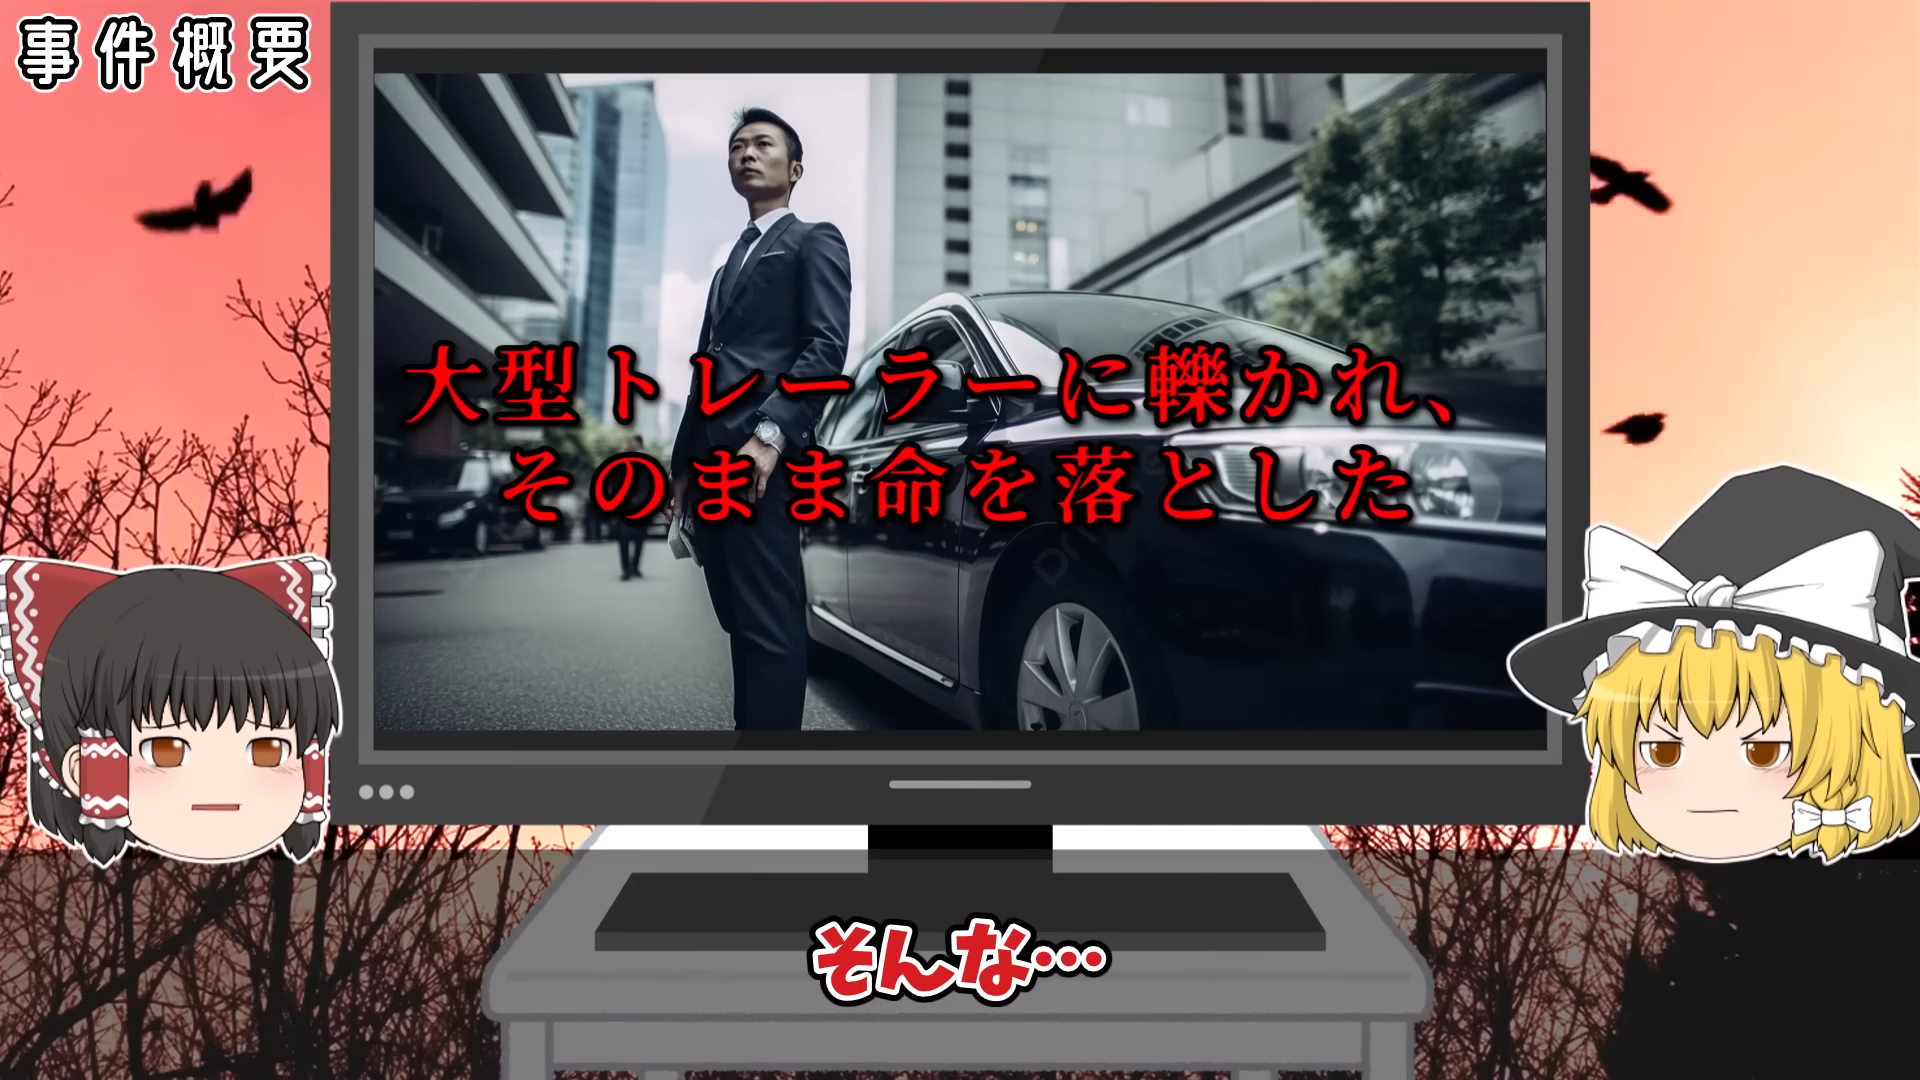 事件概要
大型トレーラーに轢かれ、
そのまま命を落とした
そんな…